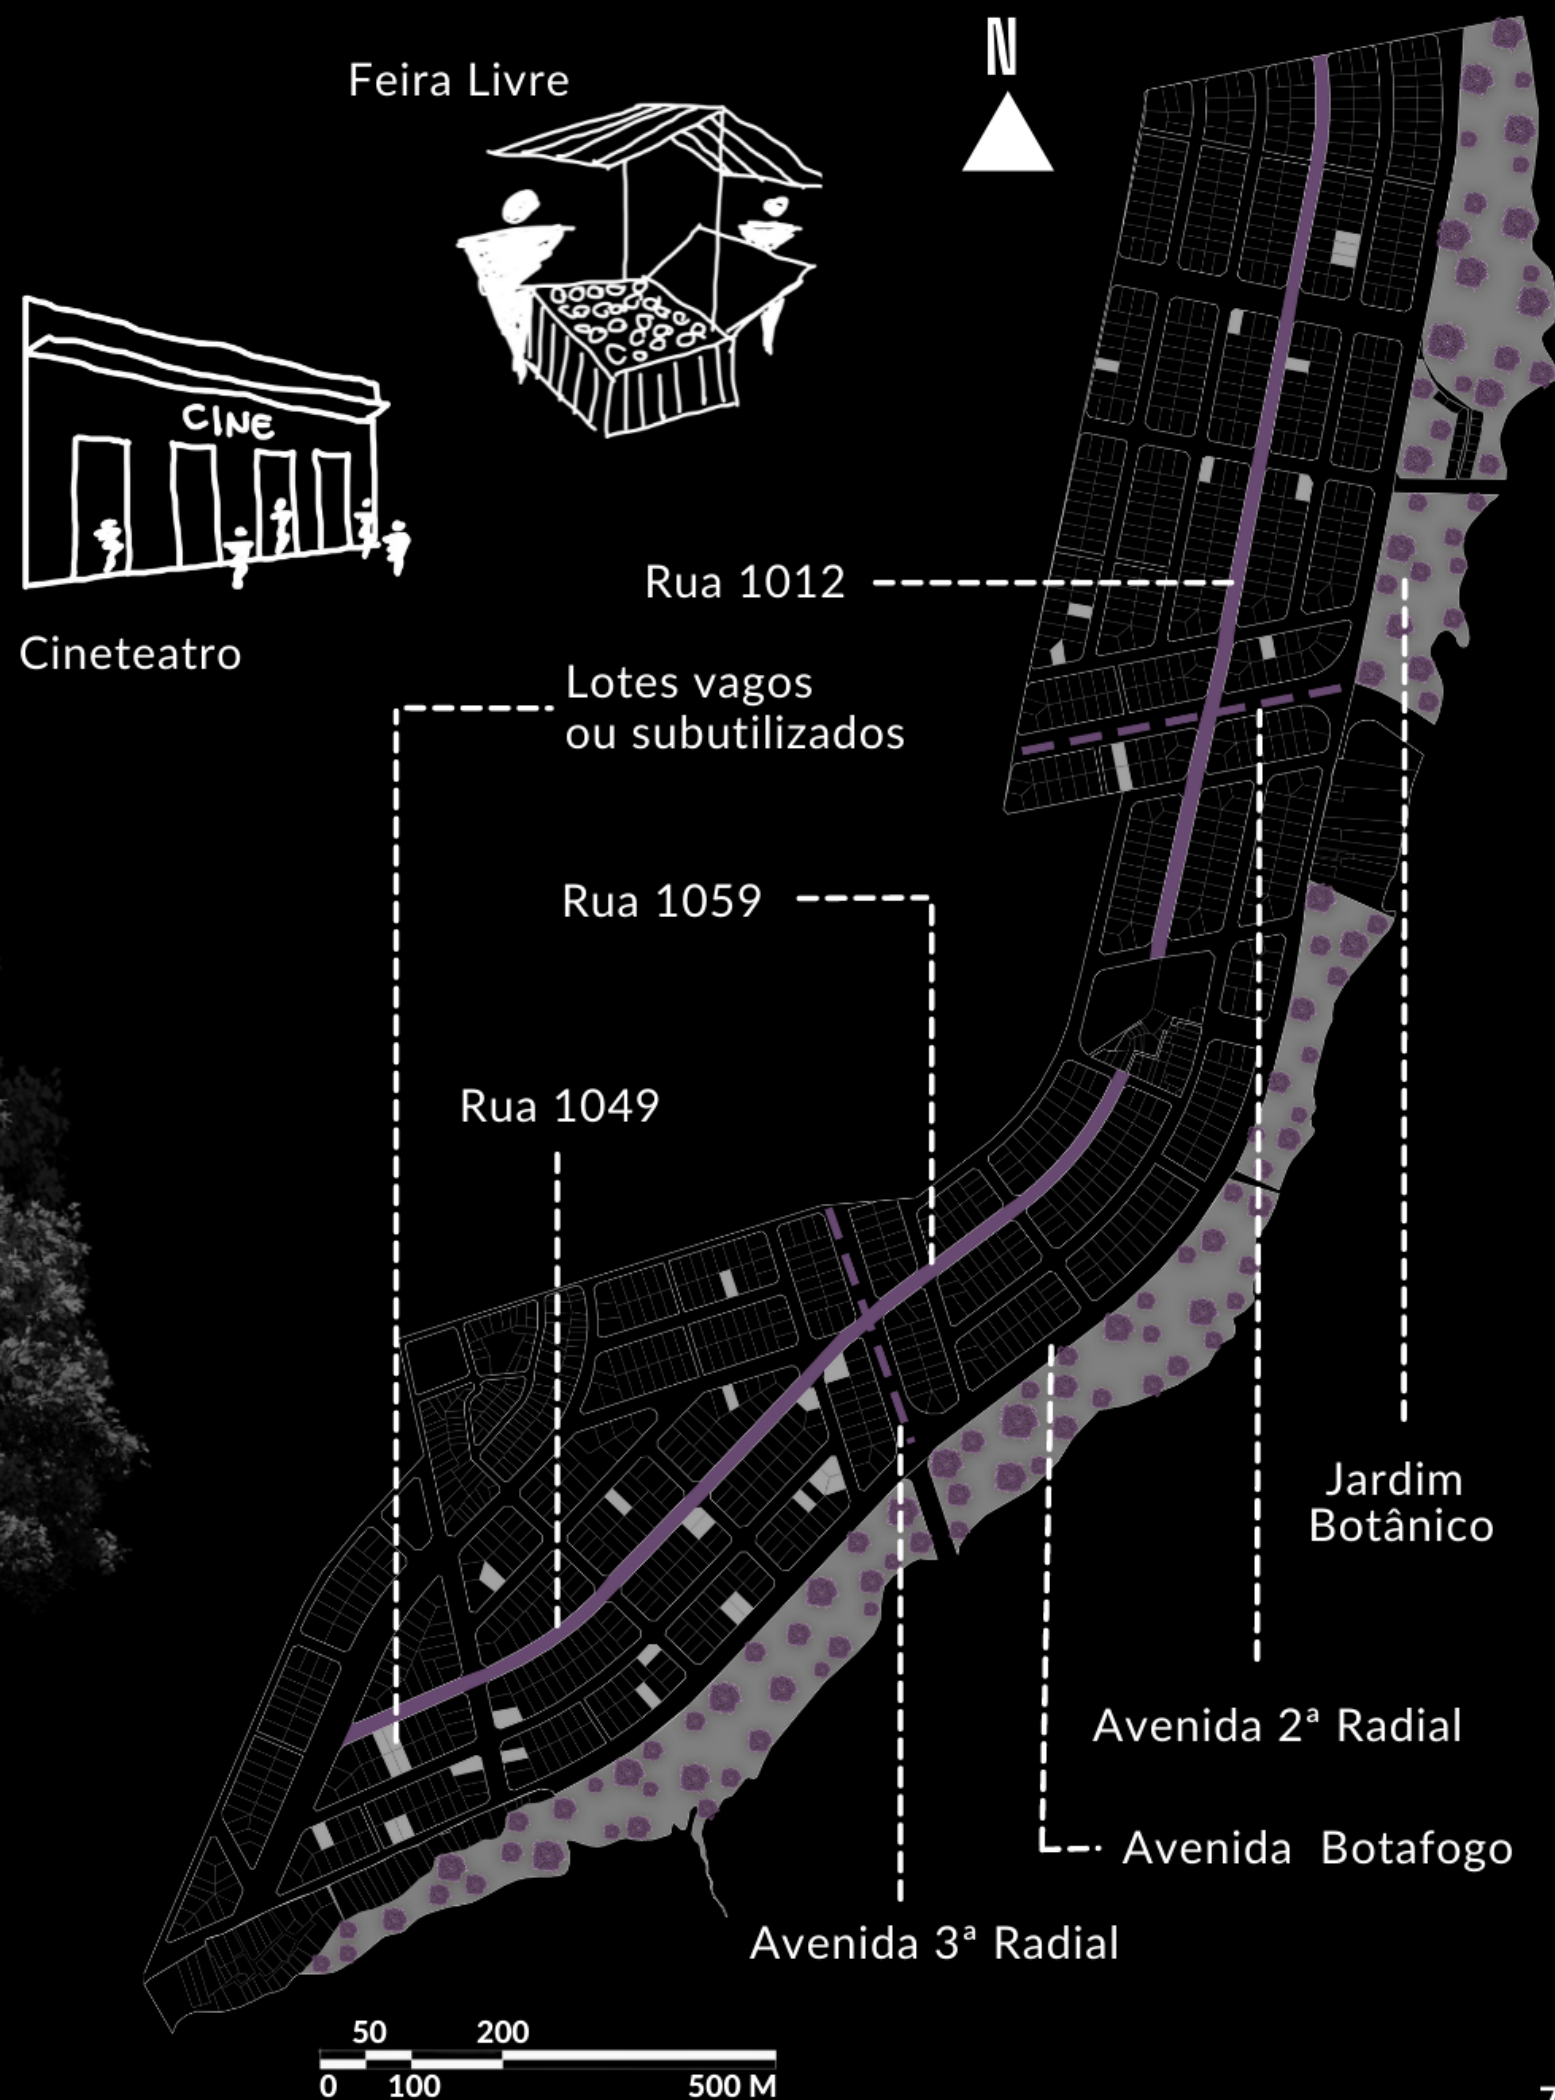 N
Feira Livre
CINE
Cineteatro
Rua 1012
Lotes vagos
ou subutilizados
Rua 1059
Rua 1049
Jardim
Botânico
Avenida 2ª Radial
Avenida Botafogo
Avenida 3ª Radial
50 200
0 100 500 M